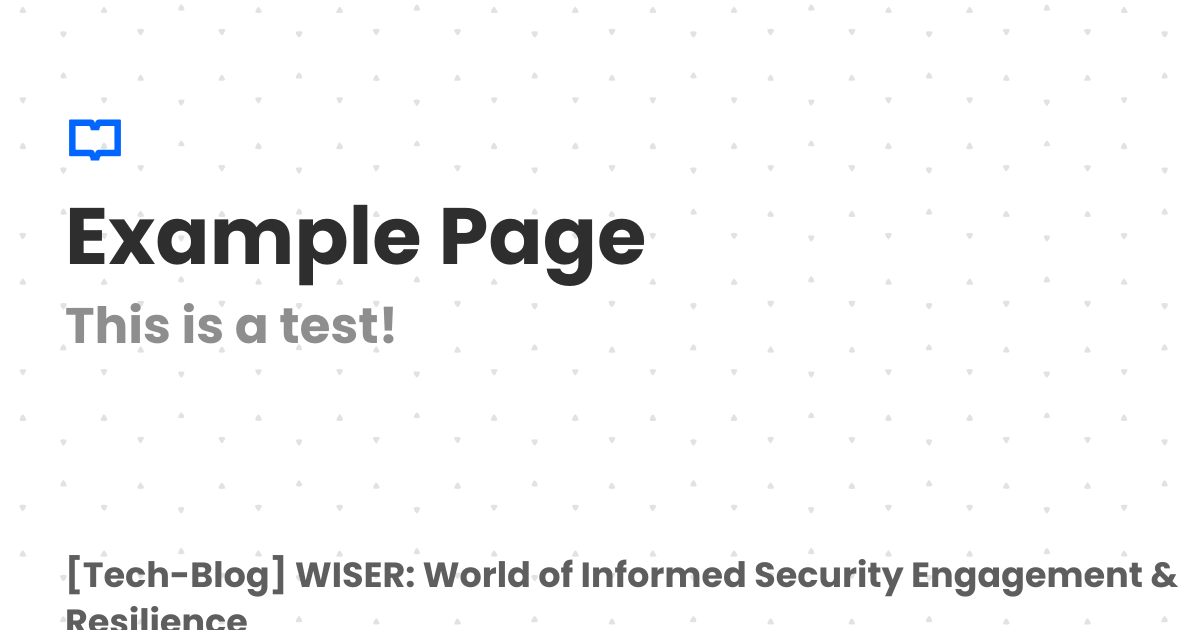 Example Page
This is a test!
[Tech-Blog] WISER: World of Informed Security Engagement &
Resilience